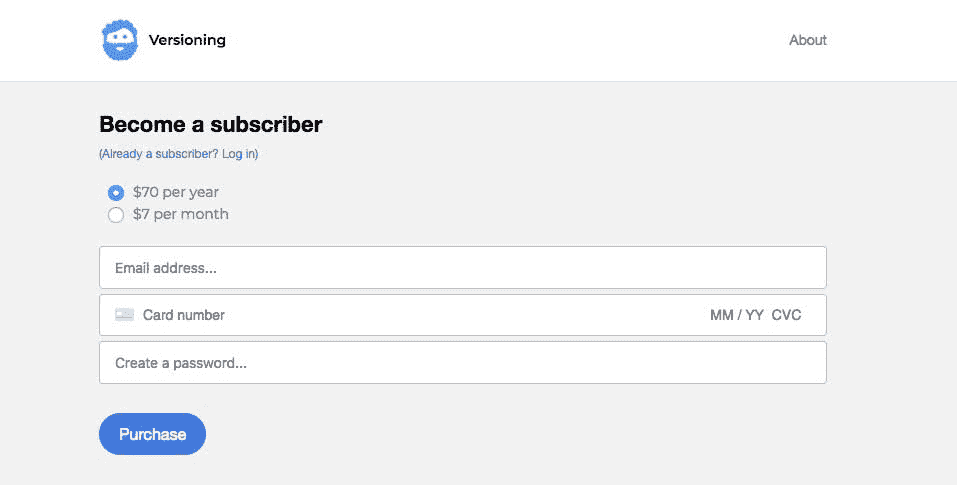 Versioning
About
Become a subscriber
(Already a subscriber? Log in)
$70 per year
$7 per month
Email address...
Card number MM / YY CVC
Create a password...
Purchase